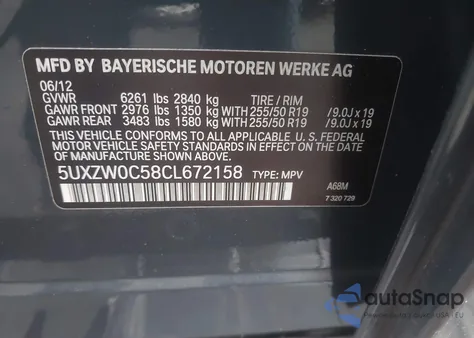 MFD BY BAYERISCHE MOTOREN WERKE AG
06/12
GVWR 6261 lbs 2840 kg TIRE / RIM
GAWR FRONT 2976 lbs 1350 kg WITH 255/50 R19 /9.0J x 19
GAWR REAR 3483 lbs 1580 kg WITH 255/50 R19 /9.0J x 19
THIS VEHICLE CONFORMS TO ALL APPLICABLE U. S. FEDERAL
MOTOR VEHICLE SAFETY STANDARDS IN EFFECT ON THE DATE
OF MANUFACTURE SHOWN ABOVE.
5UXZW0C58CL672158 TYPE: MPV
A68M
7 320 729
autaSnap